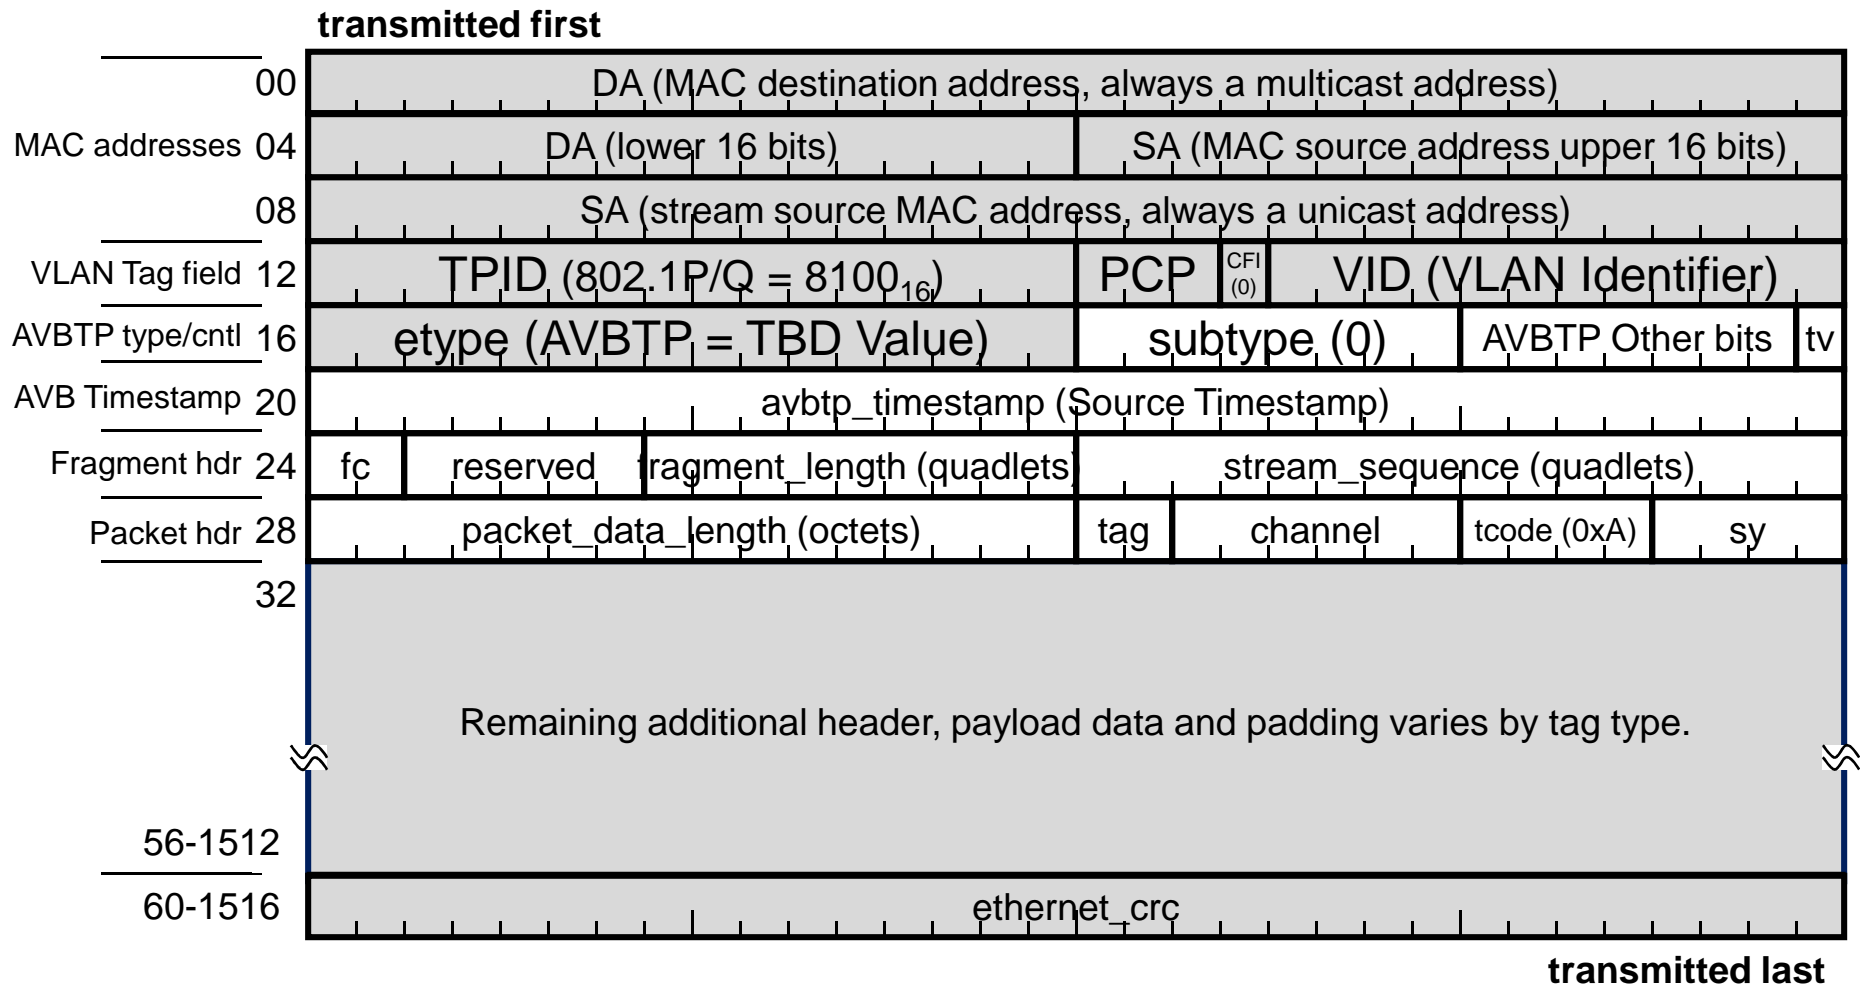 transmitted first
00 DA (MAC destination address, always a multicast address)
MAC addresses 04 DA (lower 16 bits) SA (MAC source address upper 16 bits)
08 SA (stream source MAC address, always a unicast address)
VLAN Tag field 12 TPID (802.1P/Q = 8100₁₆) PCP CFI (0) VID (VLAN Identifier)
AVBTP type/cntl 16 etype (AVBTP = TBD Value) subtype (0) AVBTP Other bits tv
AVB Timestamp 20 avbtp_timestamp (Source Timestamp)
Fragment hdr 24 fc reserved fragment_length (quadlets) stream_sequence (quadlets)
Packet hdr 28 packet_data_length (octets) tag channel tcode (0xA) sy
32
Remaining additional header, payload data and padding varies by tag type.
56-1512
60-1516 ethernet_crc
transmitted last